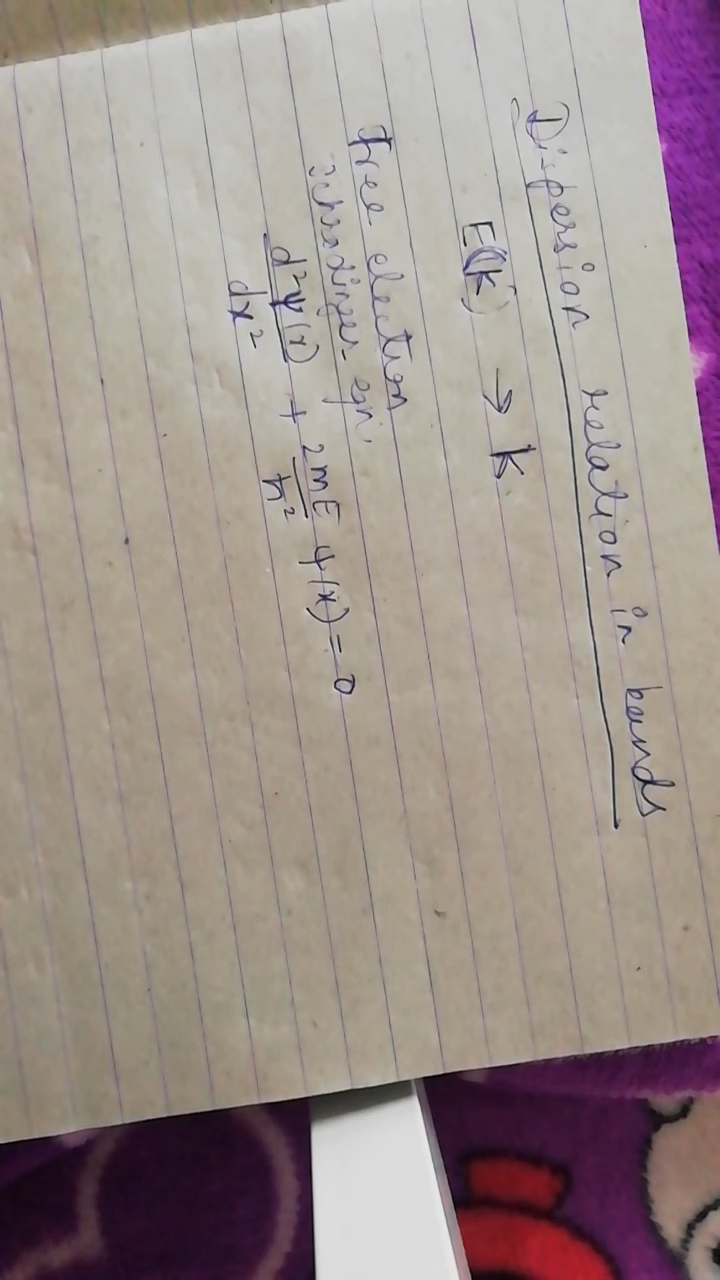 Dispersion relation in bands
E(k) → k
free electron
Schrodinger eqn.
d²ψ(x)/dx² + 2mE/ħ² ψ(x) = 0